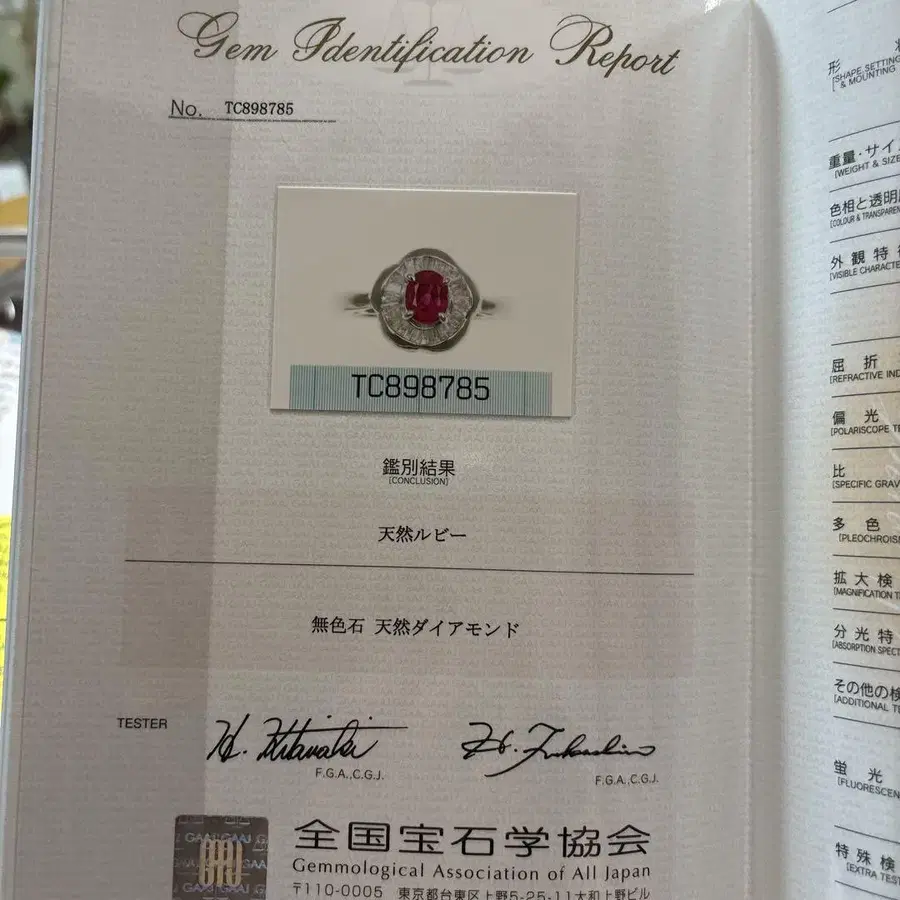 Gem Identification Report
No. TC898785
TC898785
鑑別結果
[CONCLUSION]
天然ルビー
無色石 天然ダイアモンド
TESTER
F.G.A.,C.G.J.
F.G.A.,C.G.J.
GAAJ
全国宝石学協会
Gemmological Association of All Japan
〒110-0005 東京都台東区上野5-25-11大和上野ビル
形
[SHAPE, SETTING
& MOUNTING
重量・サイ
[WEIGHT & SIZE
色相と透明
[COLOUR & TRANSPAREN
外観特
[VISIBLE CHARACTE
屈折
[REFRACTIVE IND
偏光
[POLARISCOPE TE
比
[SPECIFIC GRAV
多色
[PLEOCHROIS
拡大検
[MAGNIFICATION T
分光特
[ABSORPTION SPECT
その他の検
[ADDITIONAL TE
蛍光
[FLUORESCEN
特殊検
[EXTRA TEST